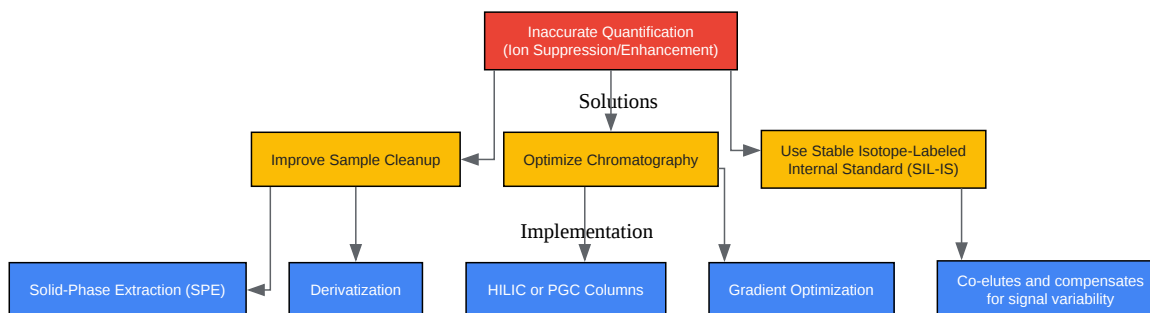 Inaccurate Quantification
(Ion Suppression/Enhancement)
Solutions
Improve Sample Cleanup
Optimize Chromatography
Use Stable Isotope-Labeled
Internal Standard (SIL-IS)
Implementation
Solid-Phase Extraction (SPE)
Derivatization
HILIC or PGC Columns
Gradient Optimization
Co-elutes and compensates
for signal variability